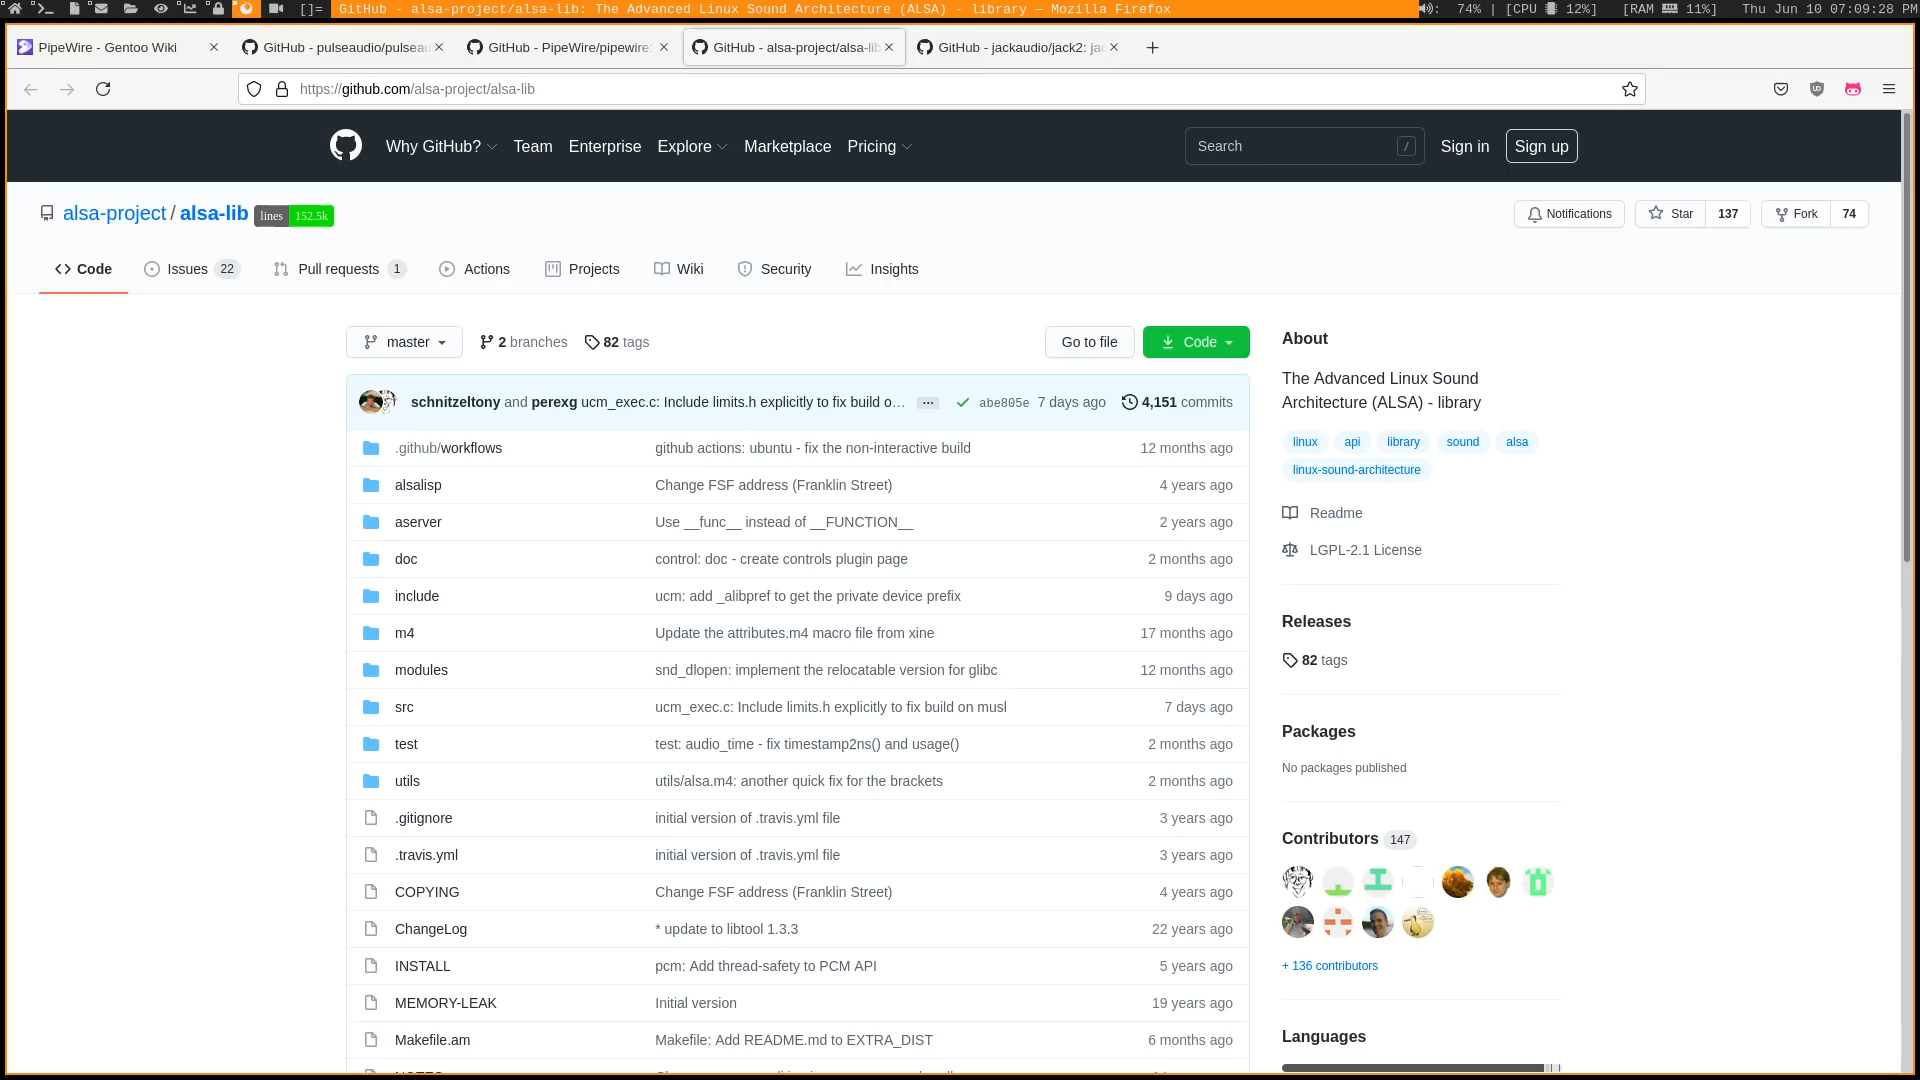 []= GitHub - alsa-project/alsa-lib: The Advanced Linux Sound Architecture (ALSA) - library — Mozilla Firefox : 74% | [CPU 12%] [RAM 11%] Thu Jun 10 07:09:28 PM
PipeWire - Gentoo Wiki GitHub - pulseaudio/pulseau GitHub - PipeWire/pipewire: GitHub - alsa-project/alsa-lib GitHub - jackaudio/jack2: jac
https://github.com/alsa-project/alsa-lib
Why GitHub? Team Enterprise Explore Marketplace Pricing Search / Sign in Sign up
alsa-project / alsa-lib lines 152.5k Notifications Star 137 Fork 74
Code Issues 22 Pull requests 1 Actions Projects Wiki Security Insights
master 2 branches 82 tags Go to file Code
schnitzeltony and perexg ucm_exec.c: Include limits.h explicitly to fix build o… ... abe805e 7 days ago 4,151 commits
.github/workflows github actions: ubuntu - fix the non-interactive build 12 months ago
alsalisp Change FSF address (Franklin Street) 4 years ago
aserver Use __func__ instead of __FUNCTION__ 2 years ago
doc control: doc - create controls plugin page 2 months ago
include ucm: add _alibpref to get the private device prefix 9 days ago
m4 Update the attributes.m4 macro file from xine 17 months ago
modules snd_dlopen: implement the relocatable version for glibc 12 months ago
src ucm_exec.c: Include limits.h explicitly to fix build on musl 7 days ago
test test: audio_time - fix timestamp2ns() and usage() 2 months ago
utils utils/alsa.m4: another quick fix for the brackets 2 months ago
.gitignore initial version of .travis.yml file 3 years ago
.travis.yml initial version of .travis.yml file 3 years ago
COPYING Change FSF address (Franklin Street) 4 years ago
ChangeLog * update to libtool 1.3.3 22 years ago
INSTALL pcm: Add thread-safety to PCM API 5 years ago
MEMORY-LEAK Initial version 19 years ago
Makefile.am Makefile: Add README.md to EXTRA_DIST 6 months ago
About
The Advanced Linux Sound
Architecture (ALSA) - library
linux api library sound alsa
linux-sound-architecture
Readme
LGPL-2.1 License
Releases
82 tags
Packages
No packages published
Contributors 147
+ 136 contributors
Languages